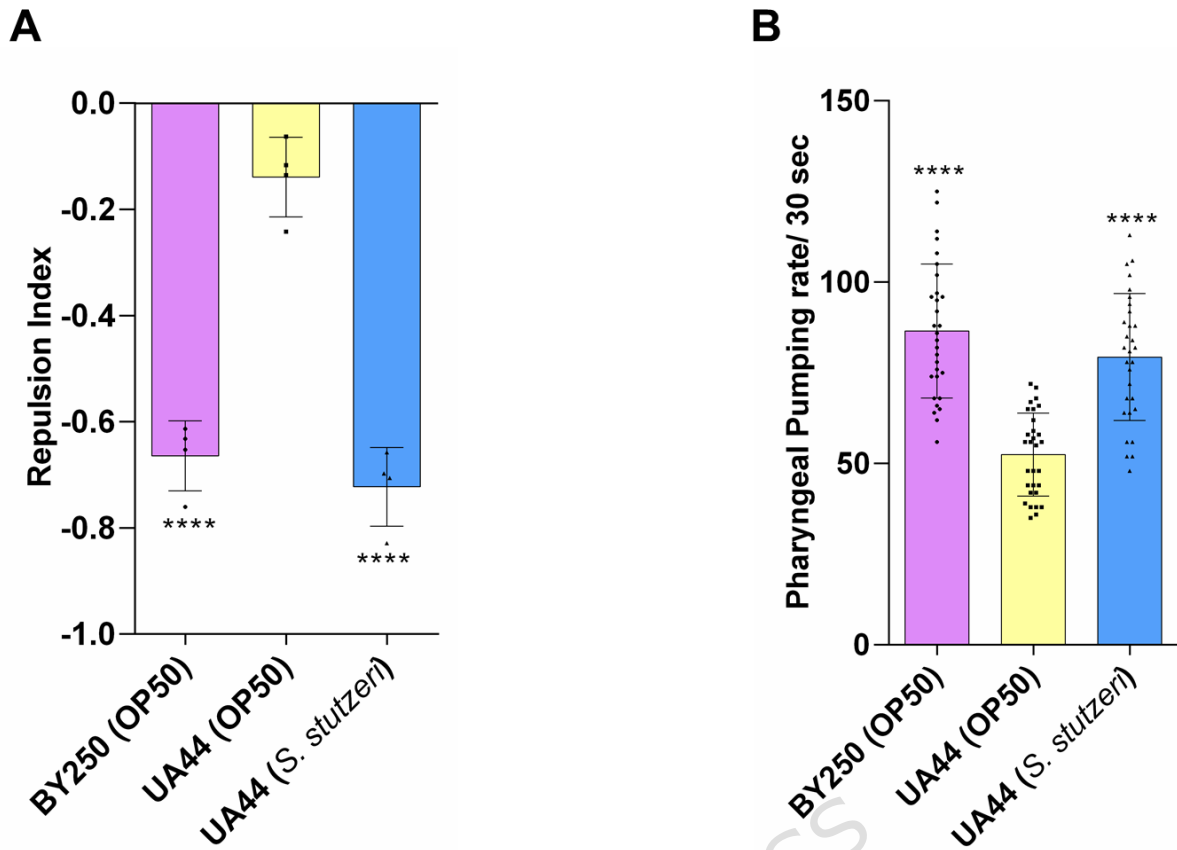 A
Repulsion Index
0.0
-0.2
-0.4
-0.6
-0.8
-1.0
****
****
BY250 (OP50)
UA44 (OP50)
UA44 (S. stutzeri)
B
Pharyngeal Pumping rate/ 30 sec
150
100
50
0
****
****
BY250 (OP50)
UA44 (OP50)
UA44 (S. stutzeri)